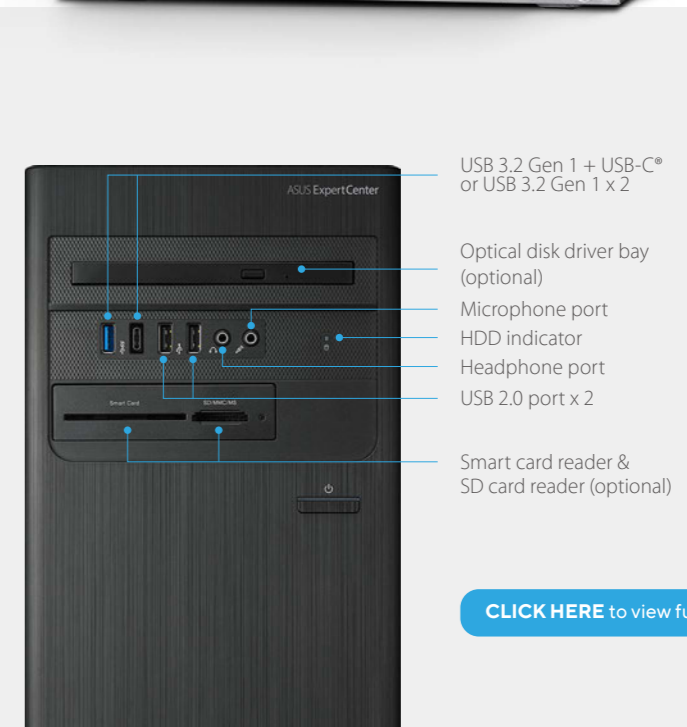 USB 3.2 Gen 1 + USB-C®
or USB 3.2 Gen 1 x 2
ASUS ExpertCenter
Optical disk driver bay
(optional)
Microphone port
HDD indicator
Headphone port
USB 2.0 port x 2
Smart Card
SD/MMC/MS
Smart card reader &
SD card reader (optional)
CLICK HERE to view fu